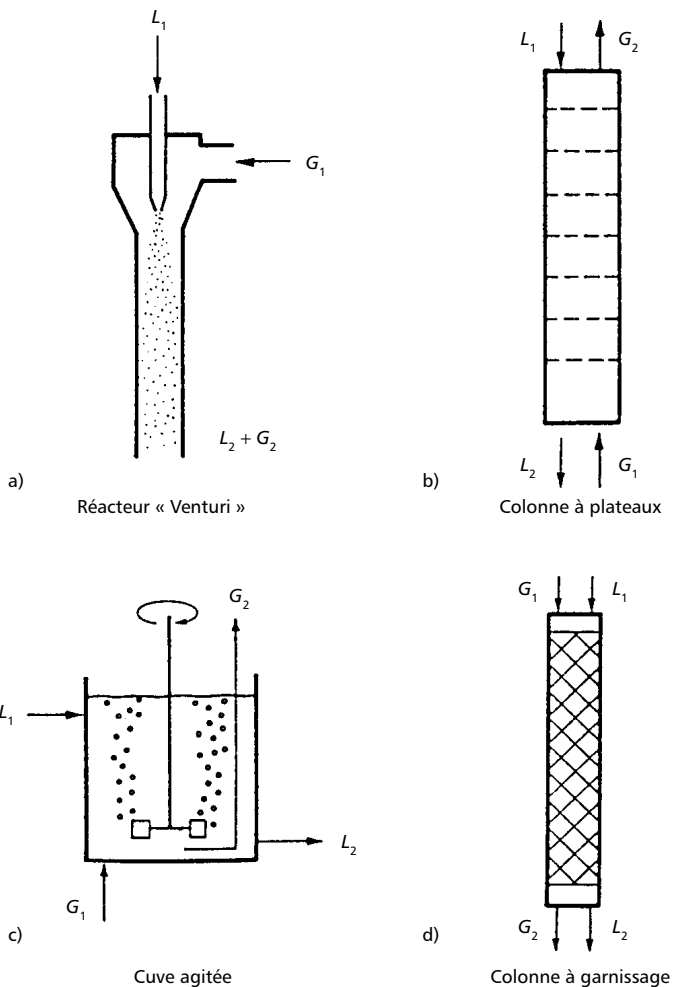 L₁
G₁
L₂ + G₂
a)
Réacteur « Venturi »
L₁ G₂
L₂ G₁
b)
Colonne à plateaux
G₂
L₁
L₂
G₁
c)
Cuve agitée
G₁ L₁
G₂ L₂
d)
Colonne à garnissage